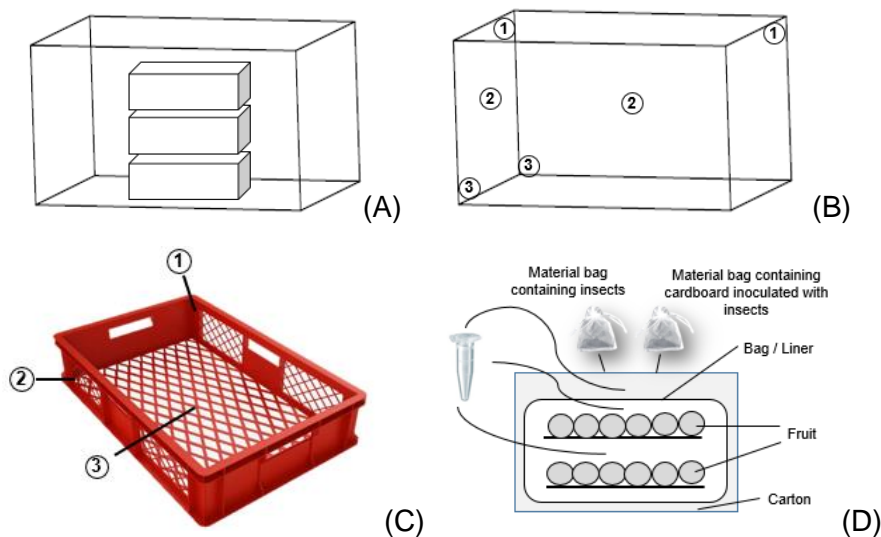 (A)
1
1
2
2
3
3
(B)
1
2
3
(C)
Material bag
containing insects
Material bag containing
cardboard inoculated with
insects
Bag / Liner
Fruit
Carton
(D)